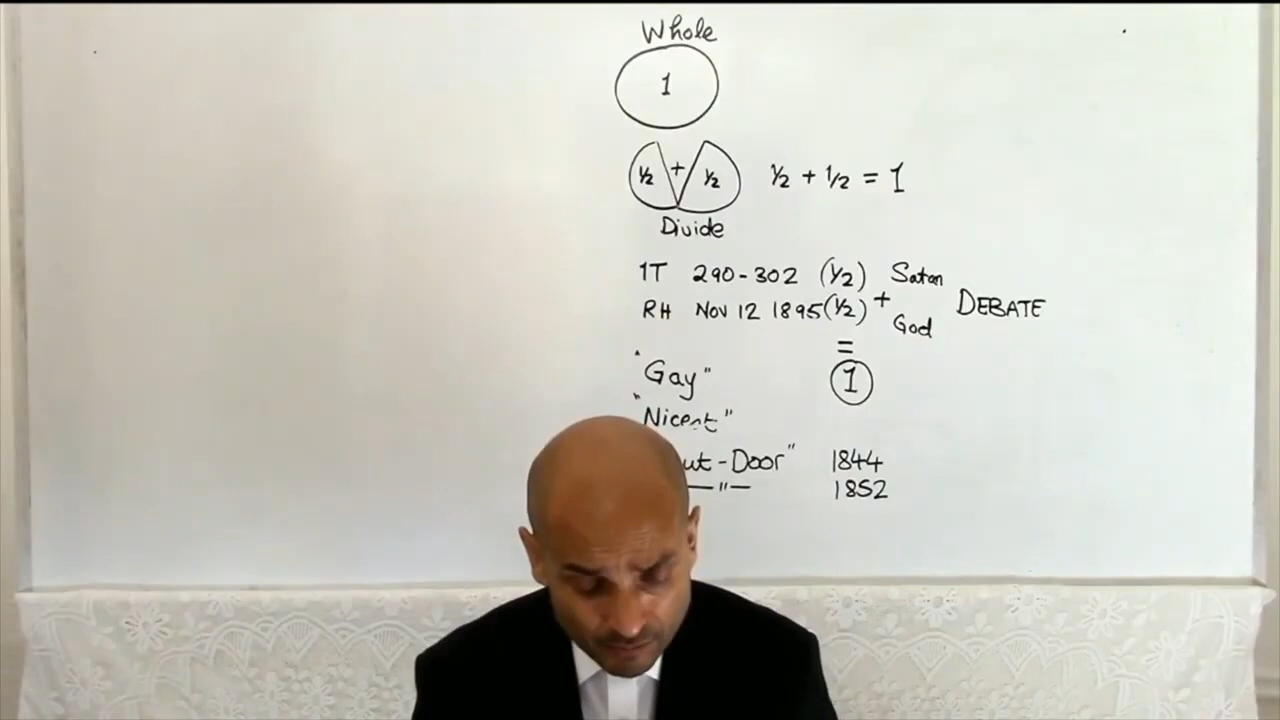 Whole
1
½ + ½ ½ + ½ = 1
Divide
1T 290-302 (½) Satan
RH Nov 12 1895 (½) + God DEBATE
=
"Gay" 1
ut-Door" 1844
—"— 1852